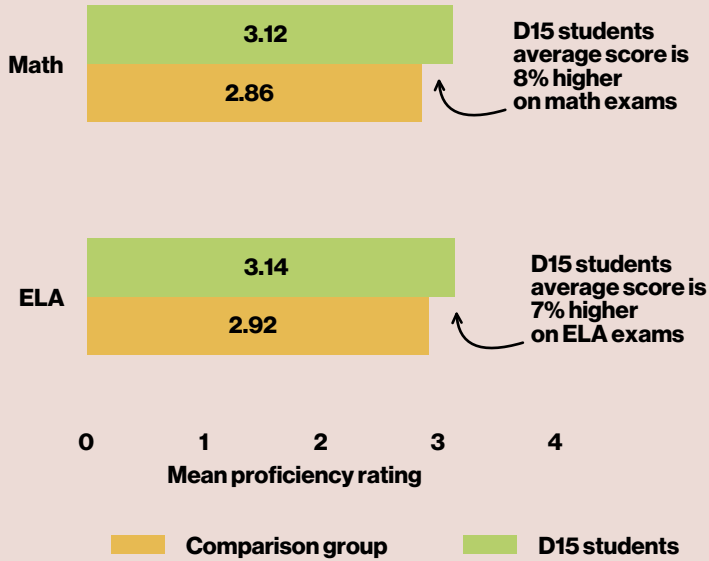 Math
3.12
2.86
D15 students
average score is
8% higher
on math exams
ELA
3.14
2.92
D15 students
average score is
7% higher
on ELA exams
0 1 2 3 4
Mean proficiency rating
Comparison group D15 students